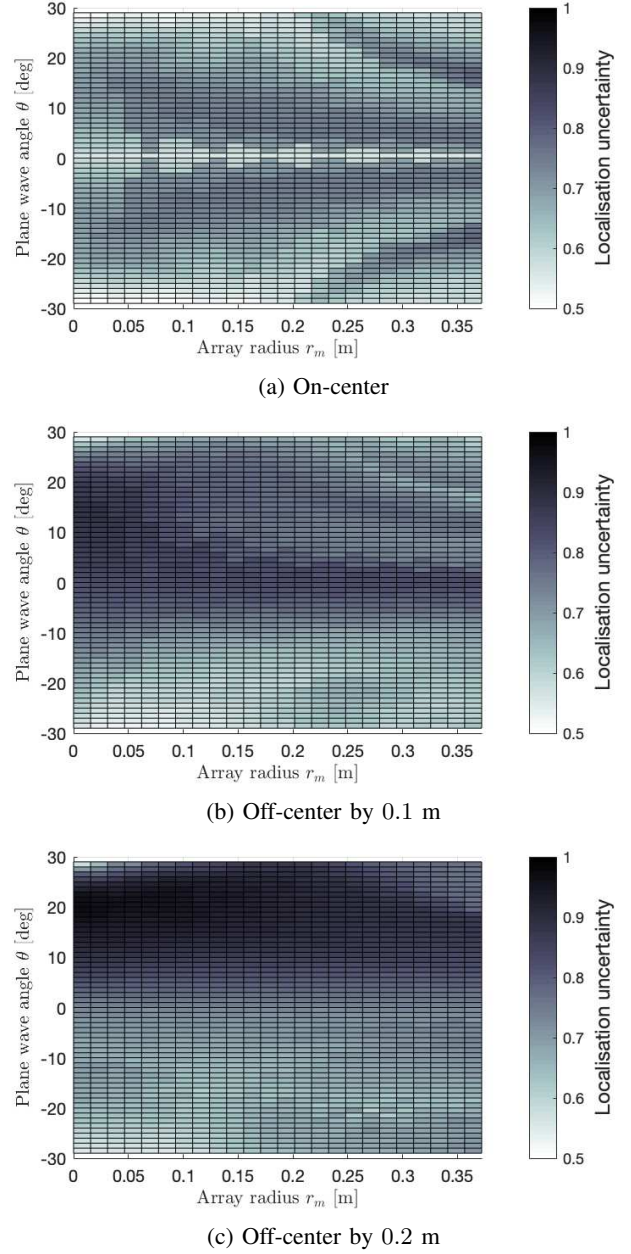 30
20
10
0
-10
-20
-30
Plane wave angle θ [deg]
0 0.05 0.1 0.15 0.2 0.25 0.3 0.35
Array radius r_m [m]
1
0.9
0.8
0.7
0.6
0.5
Localisation uncertainty
(a) On-center
30
20
10
0
-10
-20
-30
Plane wave angle θ [deg]
0 0.05 0.1 0.15 0.2 0.25 0.3 0.35
Array radius r_m [m]
1
0.9
0.8
0.7
0.6
0.5
Localisation uncertainty
(b) Off-center by 0.1 m
30
20
10
0
-10
-20
-30
Plane wave angle θ [deg]
0 0.05 0.1 0.15 0.2 0.25 0.3 0.35
Array radius r_m [m]
1
0.9
0.8
0.7
0.6
0.5
Localisation uncertainty
(c) Off-center by 0.2 m